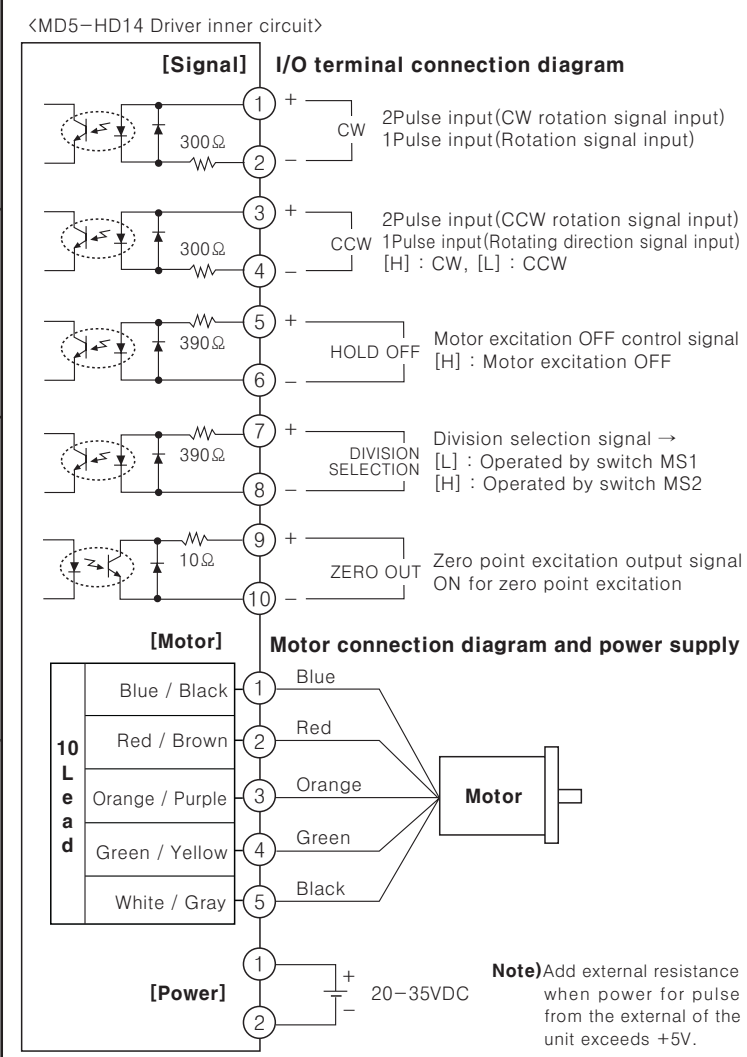 <MD5-HD14 Driver inner circuit>
[Signal] I/O terminal connection diagram
1 +
CW
2Pulse input(CW rotation signal input)
1Pulse input(Rotation signal input)
300Ω
2 −
3 +
CCW
2Pulse input(CCW rotation signal input)
1Pulse input(Rotating direction signal input)
[H] : CW, [L] : CCW
300Ω
4 −
5 +
390Ω
HOLD OFF
Motor excitation OFF control signal
[H] : Motor excitation OFF
6 −
7 +
390Ω
DIVISION
SELECTION
Division selection signal →
[L] : Operated by switch MS1
[H] : Operated by switch MS2
8 −
9 +
10Ω
ZERO OUT
Zero point excitation output signal
ON for zero point excitation
10 −
[Motor] Motor connection diagram and power supply
10
L
e
a
d
Blue / Black 1 Blue
Red / Brown 2 Red
Orange / Purple 3 Orange
Green / Yellow 4 Green
White / Gray 5 Black
Motor
[Power]
1
+
20−35VDC
−
2
Note)Add external resistance
when power for pulse
from the external of the
unit exceeds +5V.